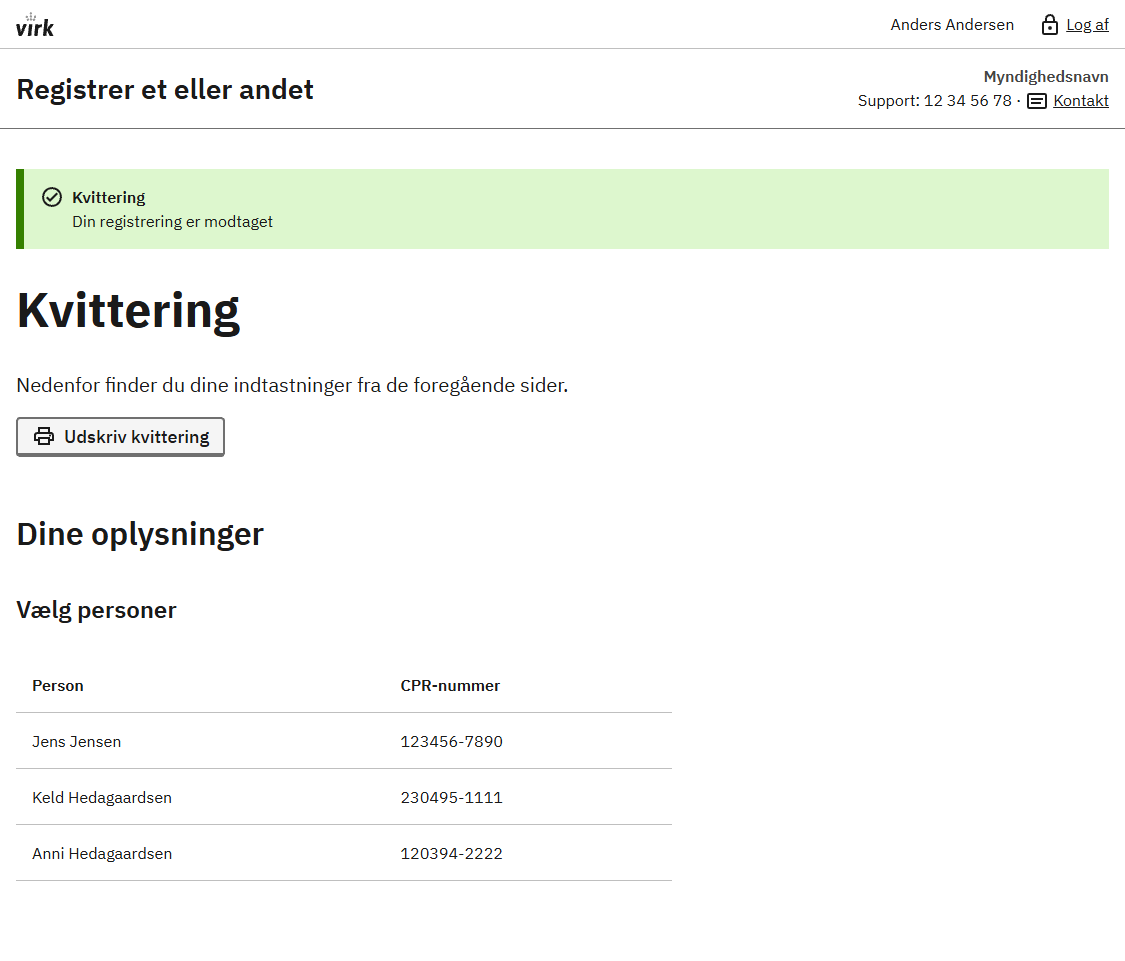 virk
Anders Andersen Log af
Registrer et eller andet
Myndighedsnavn
Support: 12 34 56 78 · Kontakt
Kvittering
Din registrering er modtaget
Kvittering
Nedenfor finder du dine indtastninger fra de foregående sider.
Udskriv kvittering
Dine oplysninger
Vælg personer
Person CPR-nummer
Jens Jensen 123456-7890
Keld Hedagaardsen 230495-1111
Anni Hedagaardsen 120394-2222